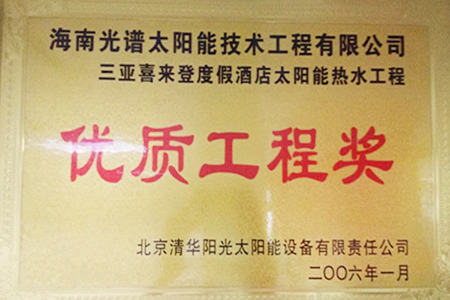 海南光谱太阳能技术工程有限公司
三亚喜来登度假酒店太阳能热水工程
优质工程奖
北京清华阳光太阳能设备有限责任公司
二〇〇六年一月